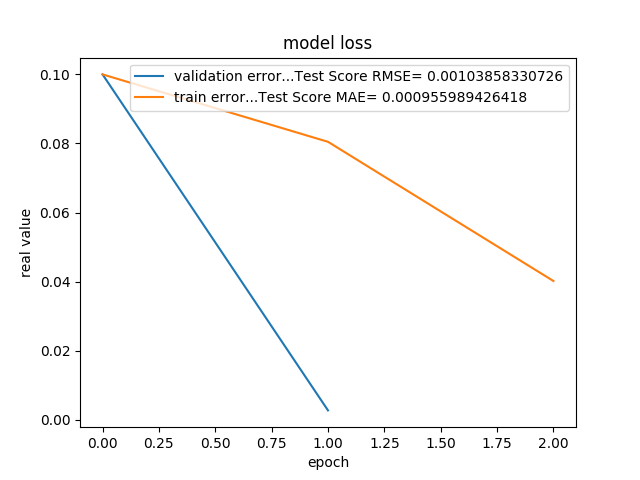 model loss
validation error...Test Score RMSE= 0.00103858330726
train error...Test Score MAE= 0.000955989426418
real value
0.10
0.08
0.06
0.04
0.02
0.00
0.00 0.25 0.50 0.75 1.00 1.25 1.50 1.75 2.00
epoch